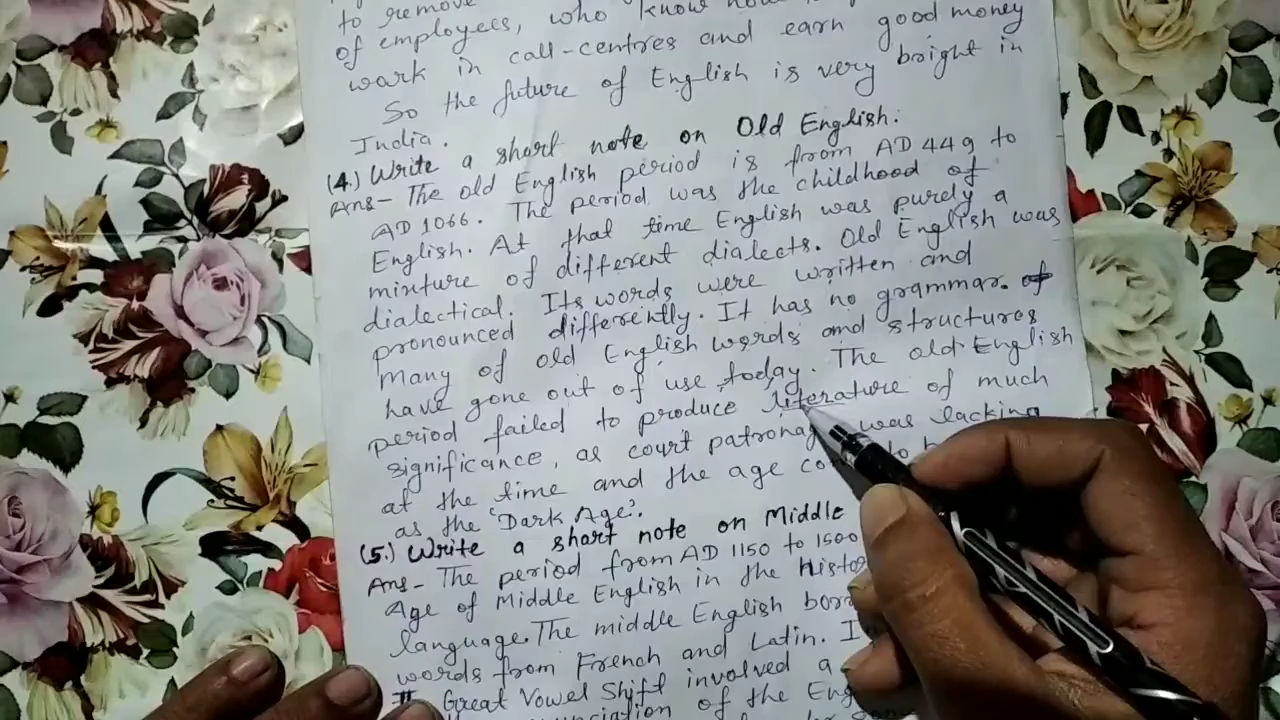 to remove
of employees, who know how
work in call-centres and earn good money
So the future of English is very bright in
India.
(4.) Write a short note on Old English.
Ans- The old English period is from AD 449 to
AD 1066. The period was the childhood of
English. At that time English was purely a
mixture of different dialects. Old English was
dialectical. Its words were written and
pronounced differently. It has no grammar. of
Many of old English words and structures
have gone out of use today. The old English
period failed to produce literature of much
significance, as court patronage was lacking
at the time and the age
as the 'Dark Age'.
(5.) Write a short note on Middle
Ans- The period from AD 1150 to 1500
Age of Middle English in the Histo
language. The middle English borr
words from French and Latin. I
Great Vowel Shift involved a
of the Eng